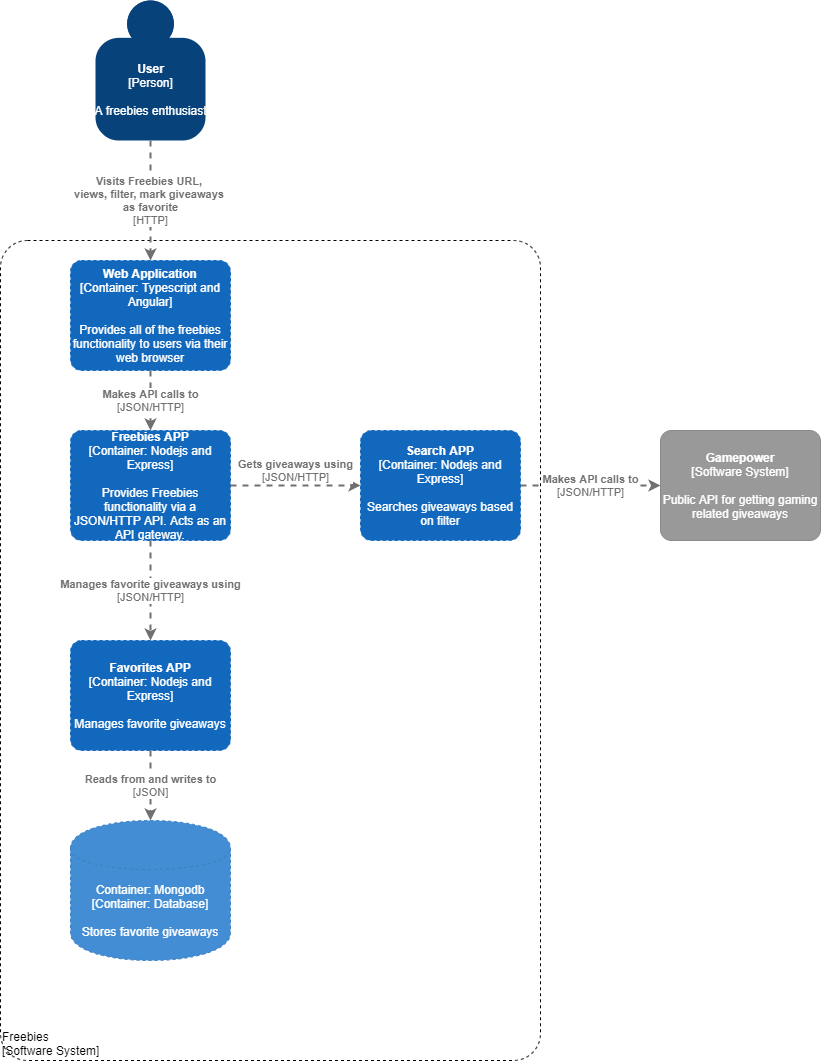 User
[Person]
A freebies enthusiast
Visits Freebies URL,
views, filter, mark giveaways
as favorite
[HTTP]
Web Application
[Container: Typescript and
Angular]
Provides all of the freebies
functionality to users via their
web browser
Makes API calls to
[JSON/HTTP]
Freebies APP
[Container: Nodejs and
Express]
Provides Freebies
functionality via a
JSON/HTTP API. Acts as an
API gateway.
Gets giveaways using
[JSON/HTTP]
Search APP
[Container: Nodejs and
Express]
Searches giveaways based
on filter
Makes API calls to
[JSON/HTTP]
Gamepower
[Software System]
Public API for getting gaming
related giveaways
Manages favorite giveaways using
[JSON/HTTP]
Favorites APP
[Container: Nodejs and
Express]
Manages favorite giveaways
Reads from and writes to
[JSON]
Container: Mongodb
[Container: Database]
Stores favorite giveaways
Freebies
[Software System]